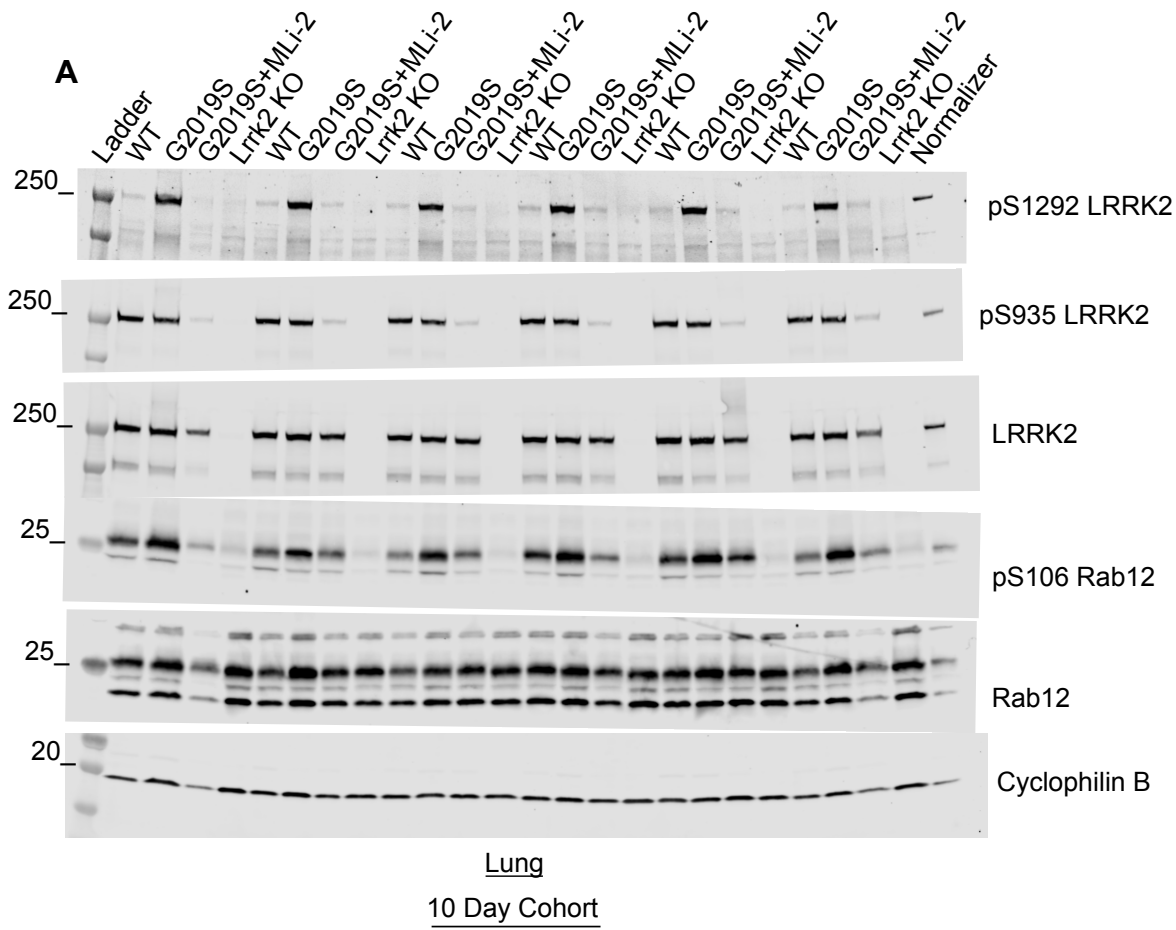 A
Ladder
WT
G2019S
G2019S+MLi-2
Lrrk2 KO
WT
G2019S
G2019S+MLi-2
Lrrk2 KO
WT
G2019S
G2019S+MLi-2
Lrrk2 KO
WT
G2019S
G2019S+MLi-2
Lrrk2 KO
WT
G2019S
G2019S+MLi-2
Lrrk2 KO
WT
G2019S
G2019S+MLi-2
Lrrk2 KO
Normalizer
250
pS1292 LRRK2
250
pS935 LRRK2
250
LRRK2
25
pS106 Rab12
25
Rab12
20
Cyclophilin B
Lung
10 Day Cohort